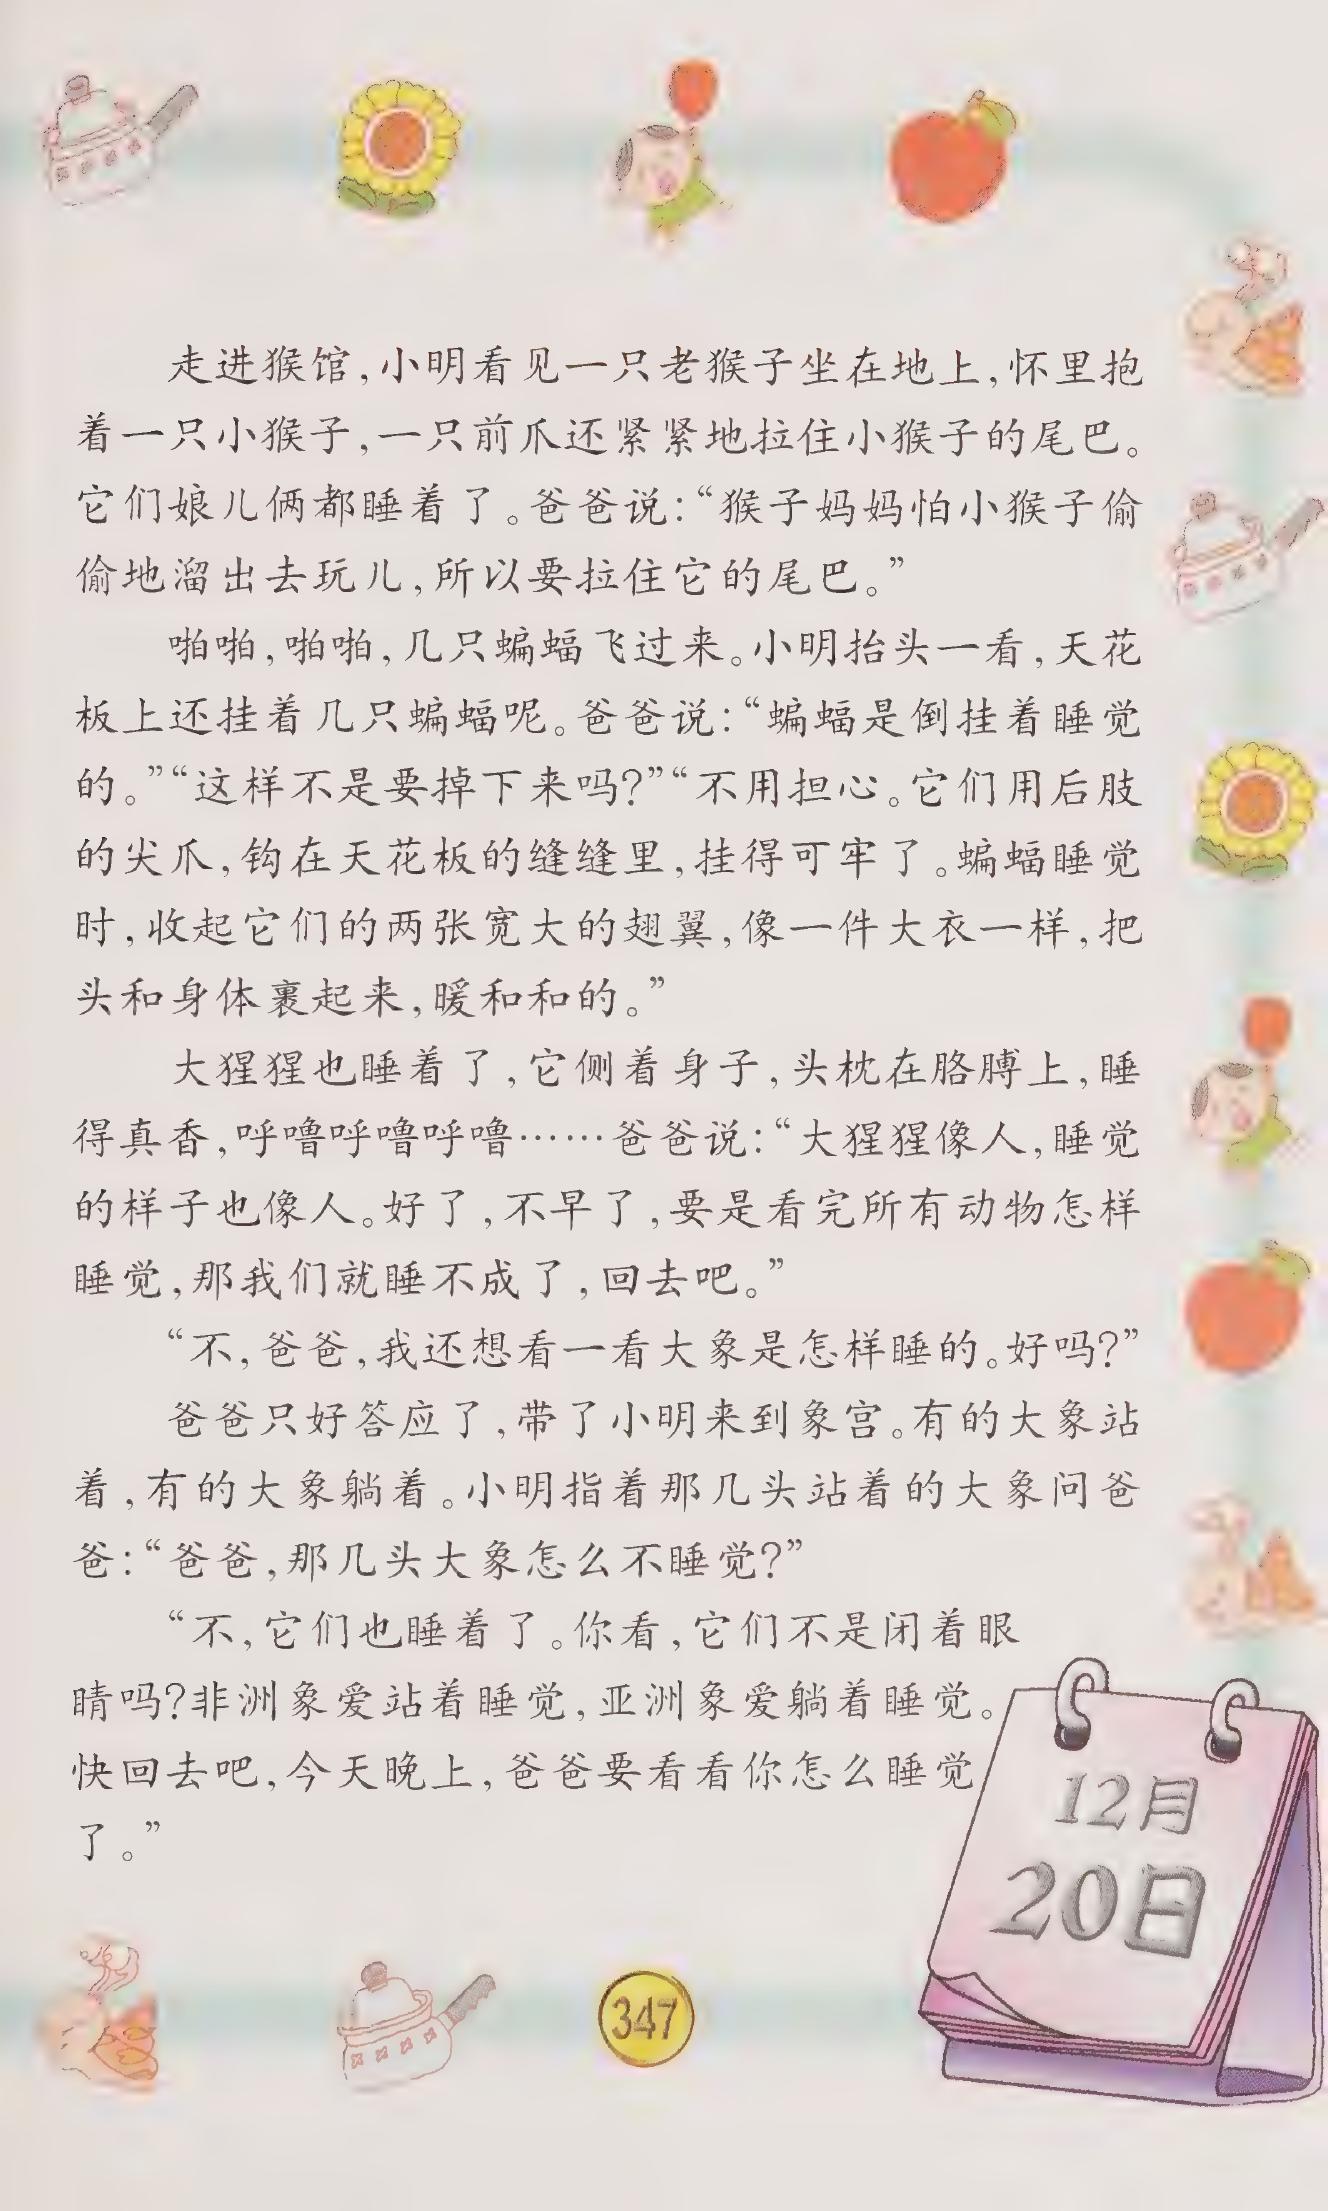 走进猴馆,小明看见一只老猴子坐在地上,怀里抱
着一只小猴子,一只前爪还紧紧地拉住小猴子的尾巴。
它们娘儿俩都睡着了。爸爸说:“猴子妈妈怕小猴子偷
偷地溜出去玩儿,所以要拉住它的尾巴。”
啪啪,啪啪,几只蝙蝠飞过来。小明抬头一看,天花
板上还挂着几只蝙蝠呢。爸爸说:“蝙蝠是倒挂着睡觉
的。”“这样不是要掉下来吗?”“不用担心。它们用后肢
的尖爪,钩在天花板的缝缝里,挂得可牢了。蝙蝠睡觉
时,收起它们的两张宽大的翅翼,像一件大衣一样,把
头和身体裹起来,暖和和的。”
大猩猩也睡着了,它侧着身子,头枕在胳膊上,睡
得真香,呼噜呼噜呼噜……爸爸说:“大猩猩像人,睡觉
的样子也像人。好了,不早了,要是看完所有动物怎样
睡觉,那我们就睡不成了,回去吧。”
“不,爸爸,我还想看一看大象是怎样睡的。好吗?”
爸爸只好答应了,带了小明来到象宫。有的大象站
着,有的大象躺着。小明指着那几头站着的大象问爸
爸:“爸爸,那几头大象怎么不睡觉?”
“不,它们也睡着了。你看,它们不是闭着眼
睛吗?非洲象爱站着睡觉,亚洲象爱躺着睡觉。
快回去吧,今天晚上,爸爸要看看你怎么睡觉
了。”
12月
20日
347